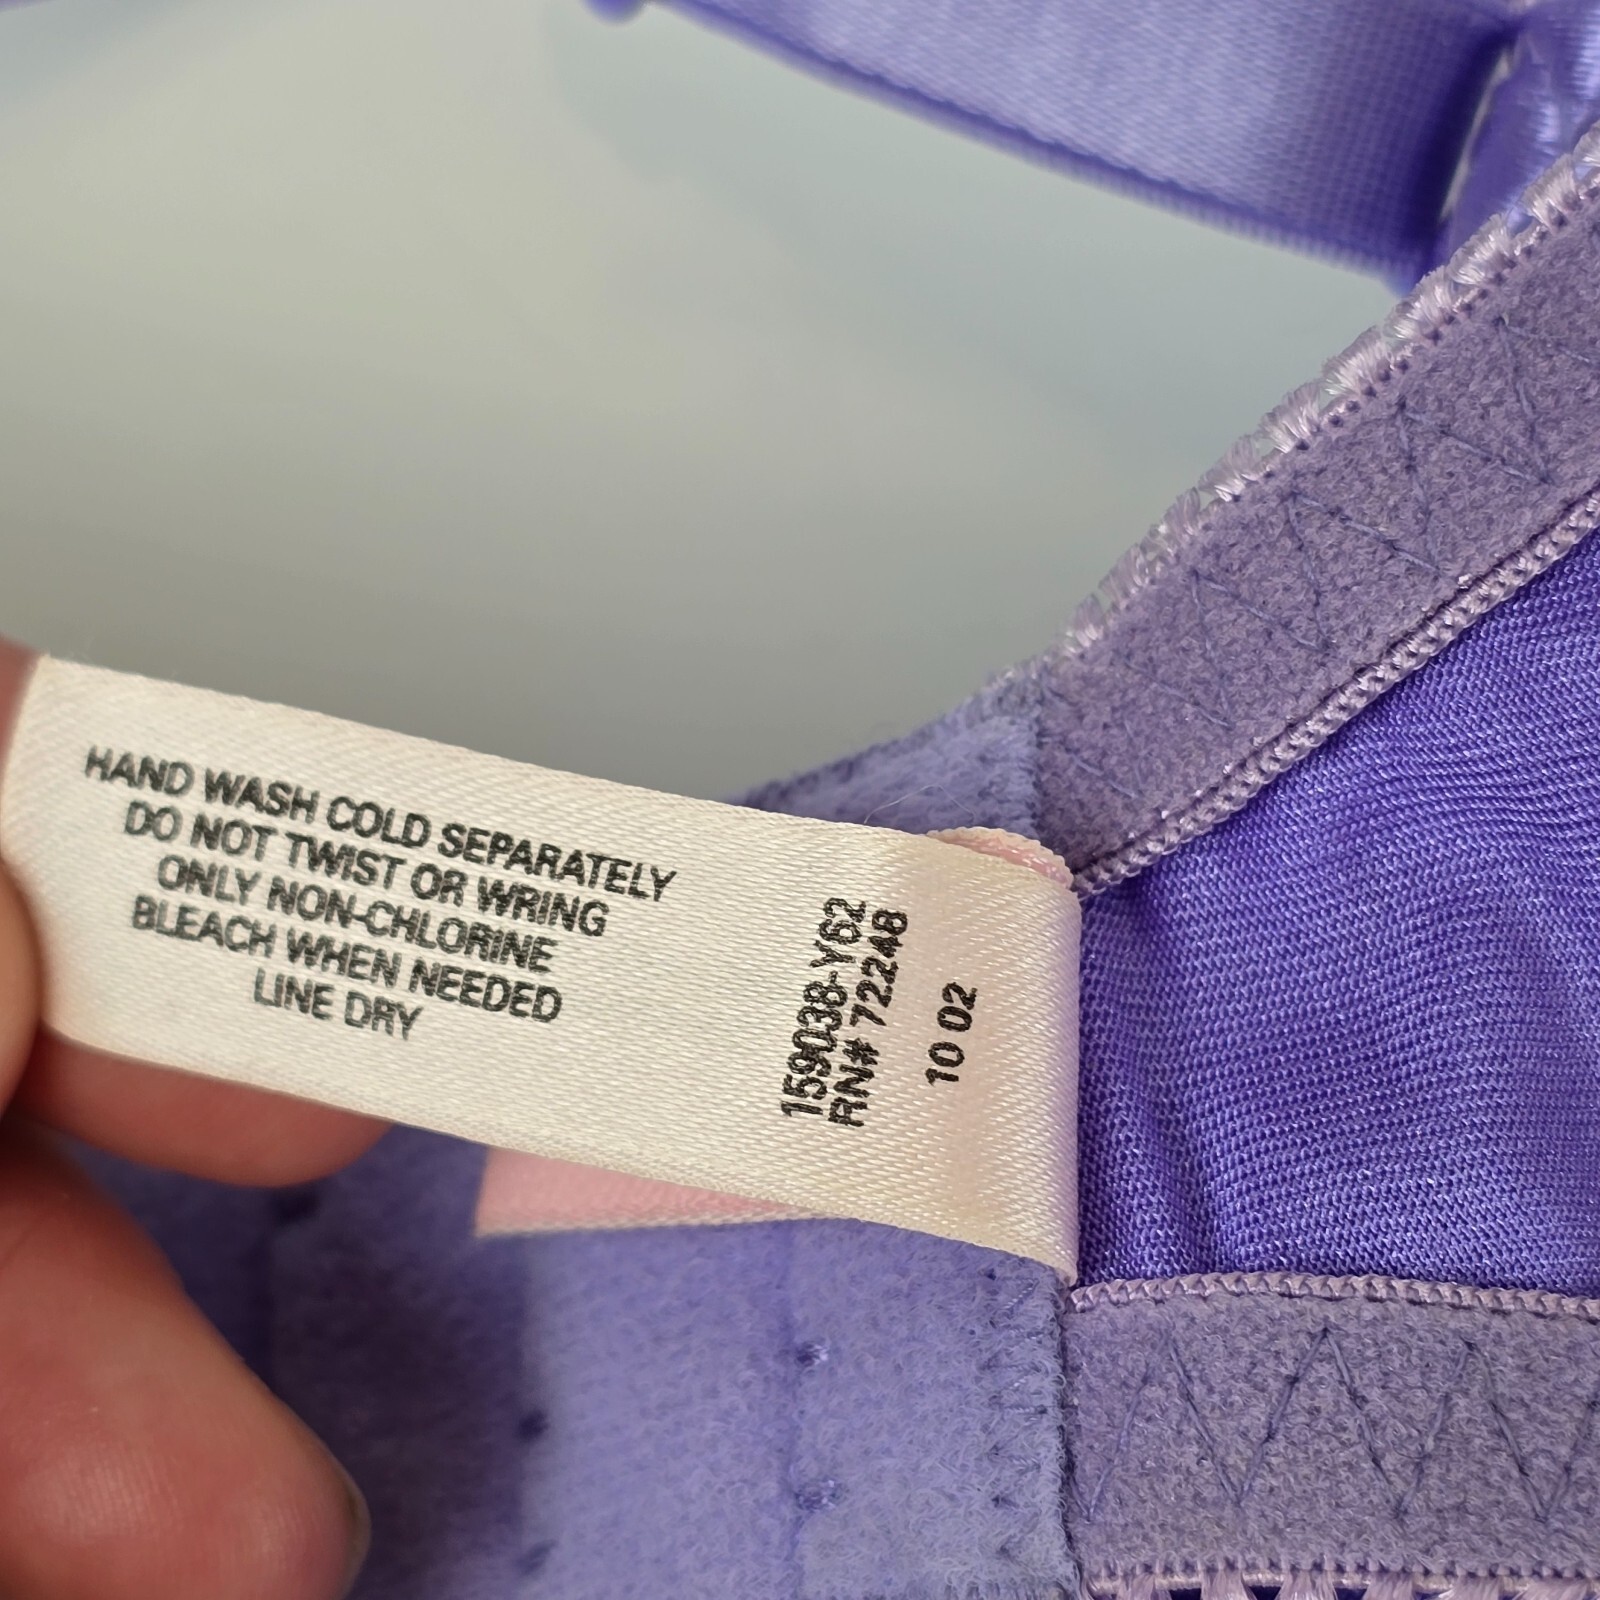 HAND WASH COLD SEPARATELY
DO NOT TWIST OR WRING
ONLY NON-CHLORINE
BLEACH WHEN NEEDED
LINE DRY
159038-Y62
RN# 72248
10 02